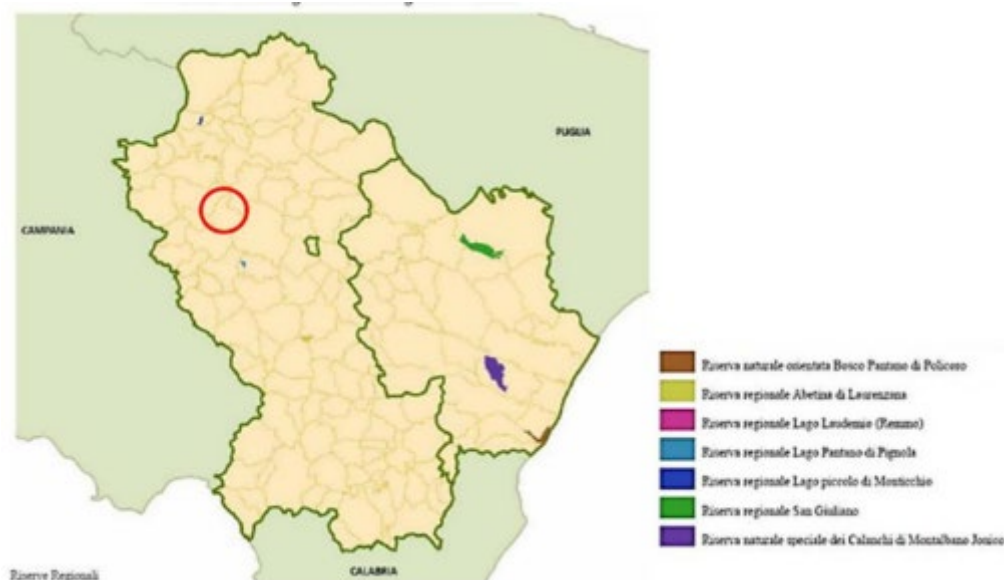 PUGLIA
CAMPANIA
Riserva naturale orientata Bosco Pantano di Policoro
Riserva regionale Abetina di Laurenzana
Riserva regionale Lago Laudemio (Remmo)
Riserva regionale Lago Pantano di Pignola
Riserva regionale Lago piccolo di Monticchio
Riserva regionale San Giuliano
Riserva naturale speciale dei Calanchi di Montalbano Jonico
CALABRIA
Riserve Regionali